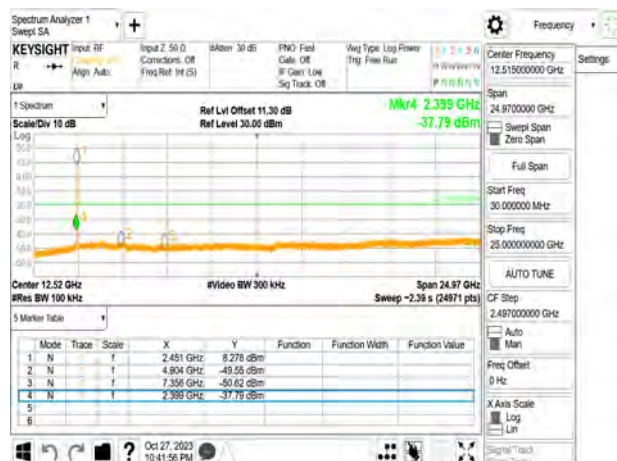 Spectrum Analyzer 1
Swept SA
+
Frequency
KEYSIGHT
Input: RF
Align: Auto
Input Z: 50 Ω
Corrections: Off
Freq Ref: Int (S)
#Atten: 30 dB
PNO: Fast
Gate: Off
IF Gain: Low
Sig Track: Off
Avg Type: Log Power
Trig: Free Run
1 Spectrum
Scale/Div 10 dB
Log
Ref Lvl Offset 11.30 dB
Ref Level 30.00 dBm
Mkr4 2.399 GHz
-37.79 dBm
Center 12.52 GHz
#Res BW 100 kHz
#Video BW 300 kHz
Span 24.97 GHz
Sweep ~2.39 s (24971 pts)
5 Marker Table
Mode Trace Scale X Y Function Function Width Function Value
1 N f 2.451 GHz 8.278 dBm
2 N f 4.904 GHz -49.55 dBm
3 N f 7.356 GHz -50.62 dBm
4 N f 2.399 GHz -37.79 dBm
5
6
?
Oct 27, 2023
10:41:56 PM
Center Frequency
12.515000000 GHz
Settings
Span
24.9700000 GHz
Swept Span
Zero Span
Full Span
Start Freq
30.000000 MHz
Stop Freq
25.000000000 GHz
AUTO TUNE
CF Step
2.497000000 GHz
Auto
Man
Freq Offset
0 Hz
X Axis Scale
Log
Lin
Signal Track